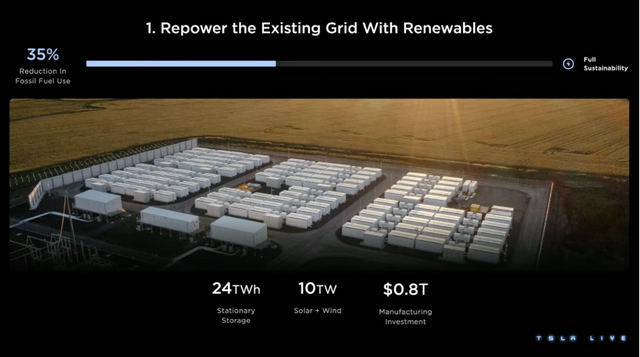 1. Repower the Existing Grid With Renewables
35%
Reduction In
Fossil Fuel Use
Full
Sustainability
24TWh
Stationary
Storage
10TW
Solar + Wind
$0.8T
Manufacturing
Investment
TSLA LIVE